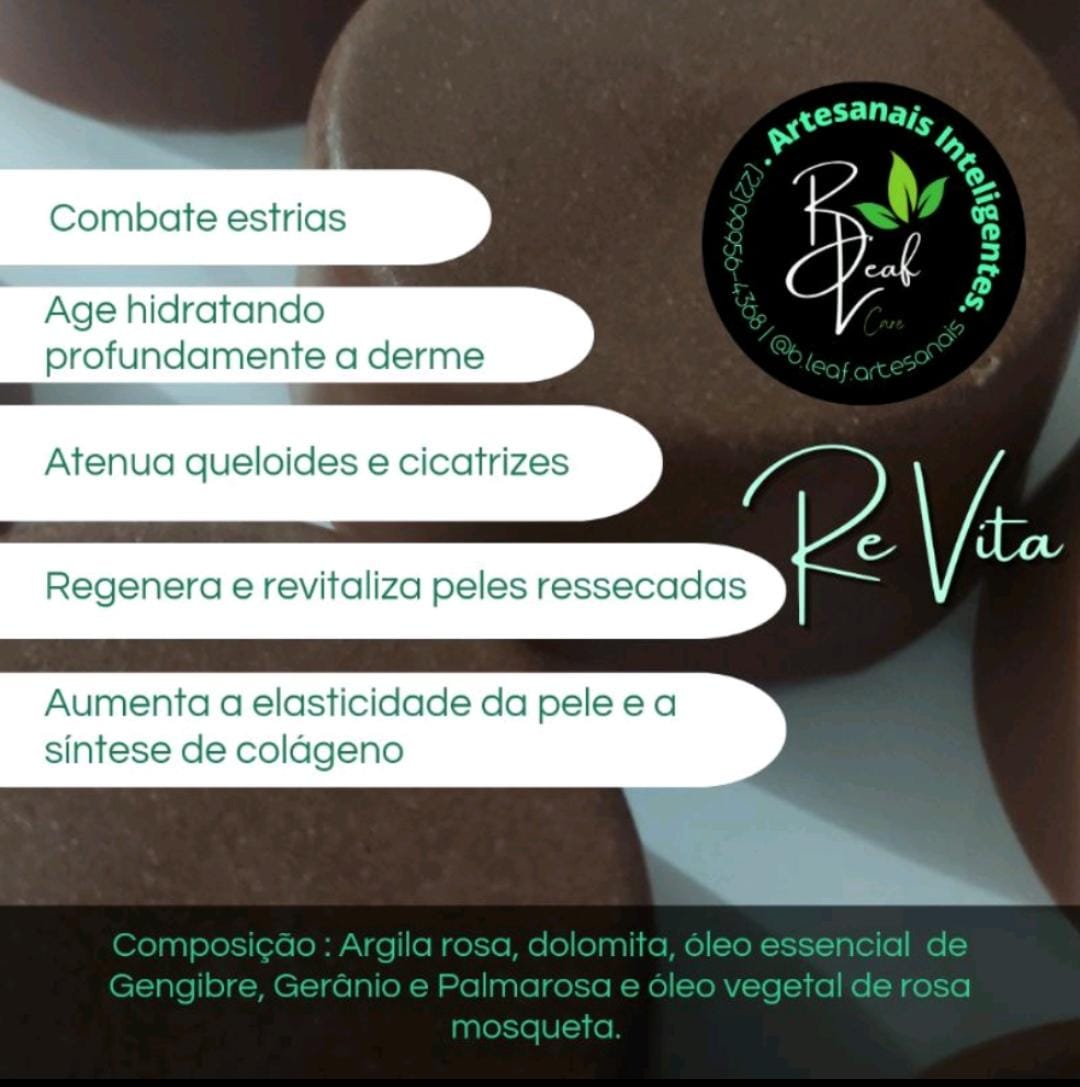 . Artesanais Inteligentes.
B Leaf
Care
(22)99956-4368 | @b.leaf.artesanais
Combate estrias
Age hidratando
profundamente a derme
Atenua queloides e cicatrizes
Re Vita
Regenera e revitaliza peles ressecadas
Aumenta a elasticidade da pele e a
síntese de colágeno
Composição : Argila rosa, dolomita, óleo essencial de
Gengibre, Gerânio e Palmarosa e óleo vegetal de rosa
mosqueta.